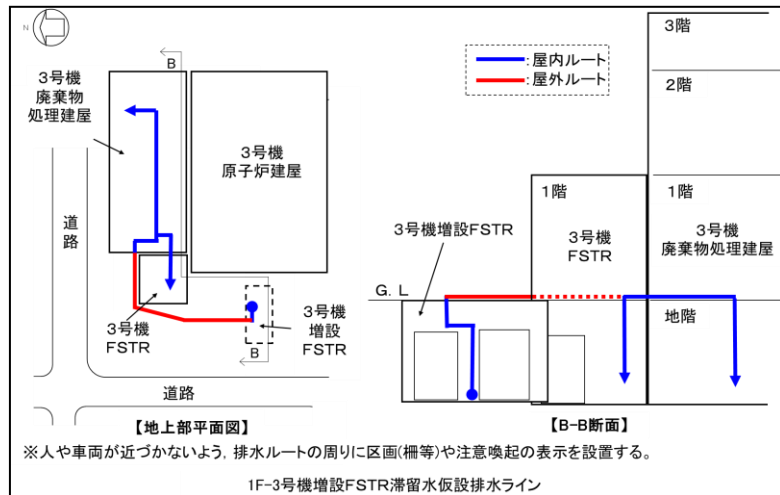 N
B
3号機
廃棄物
処理建屋
3号機
原子炉建屋
道
路
3号機
FSTR
3号機
増設
FSTR
B
道路
【地上部平面図】
:屋内ルート
:屋外ルート
3階
2階
1階
1階
3号機増設FSTR
3号機
FSTR
3号機
廃棄物処理建屋
G.L
地階
【B-B断面】
※人や車両が近づかないよう,排水ルートの周りに区画(柵等)や注意喚起の表示を設置する。
1F-3号機増設FSTR滞留水仮設排水ライン